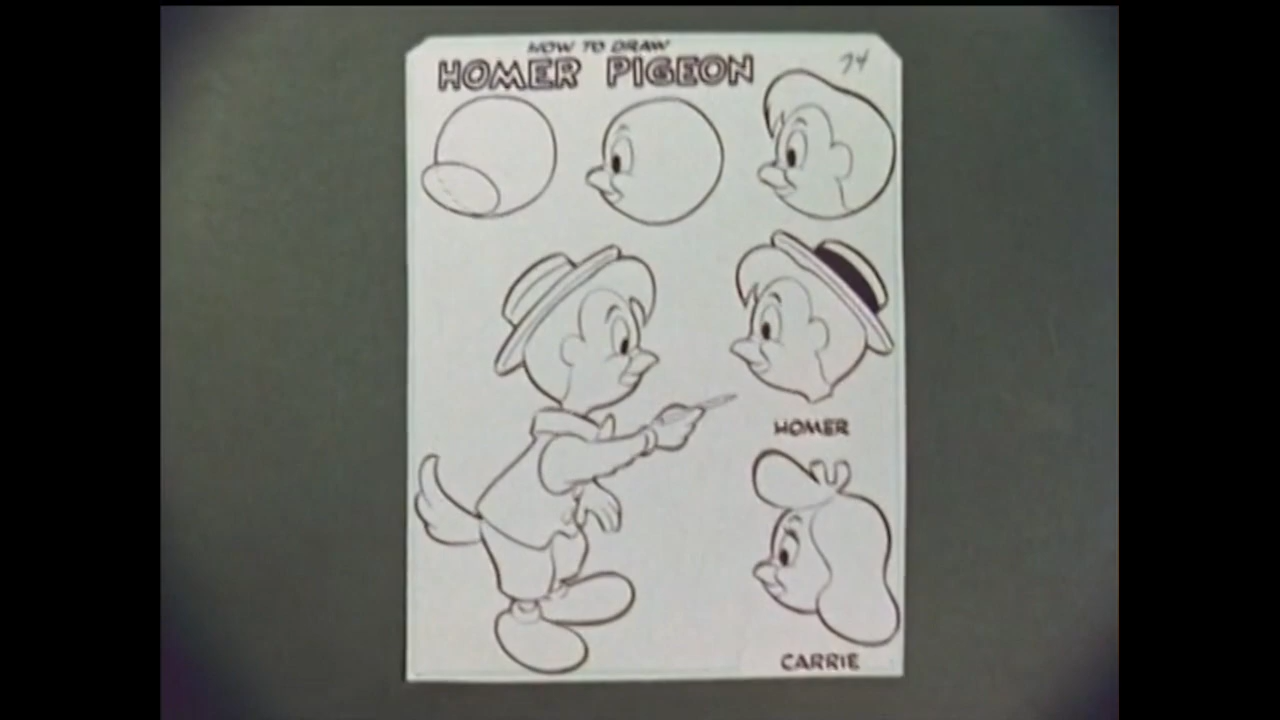 HOW TO DRAW
HOMER PIGEON
74
HOMER
CARRIE